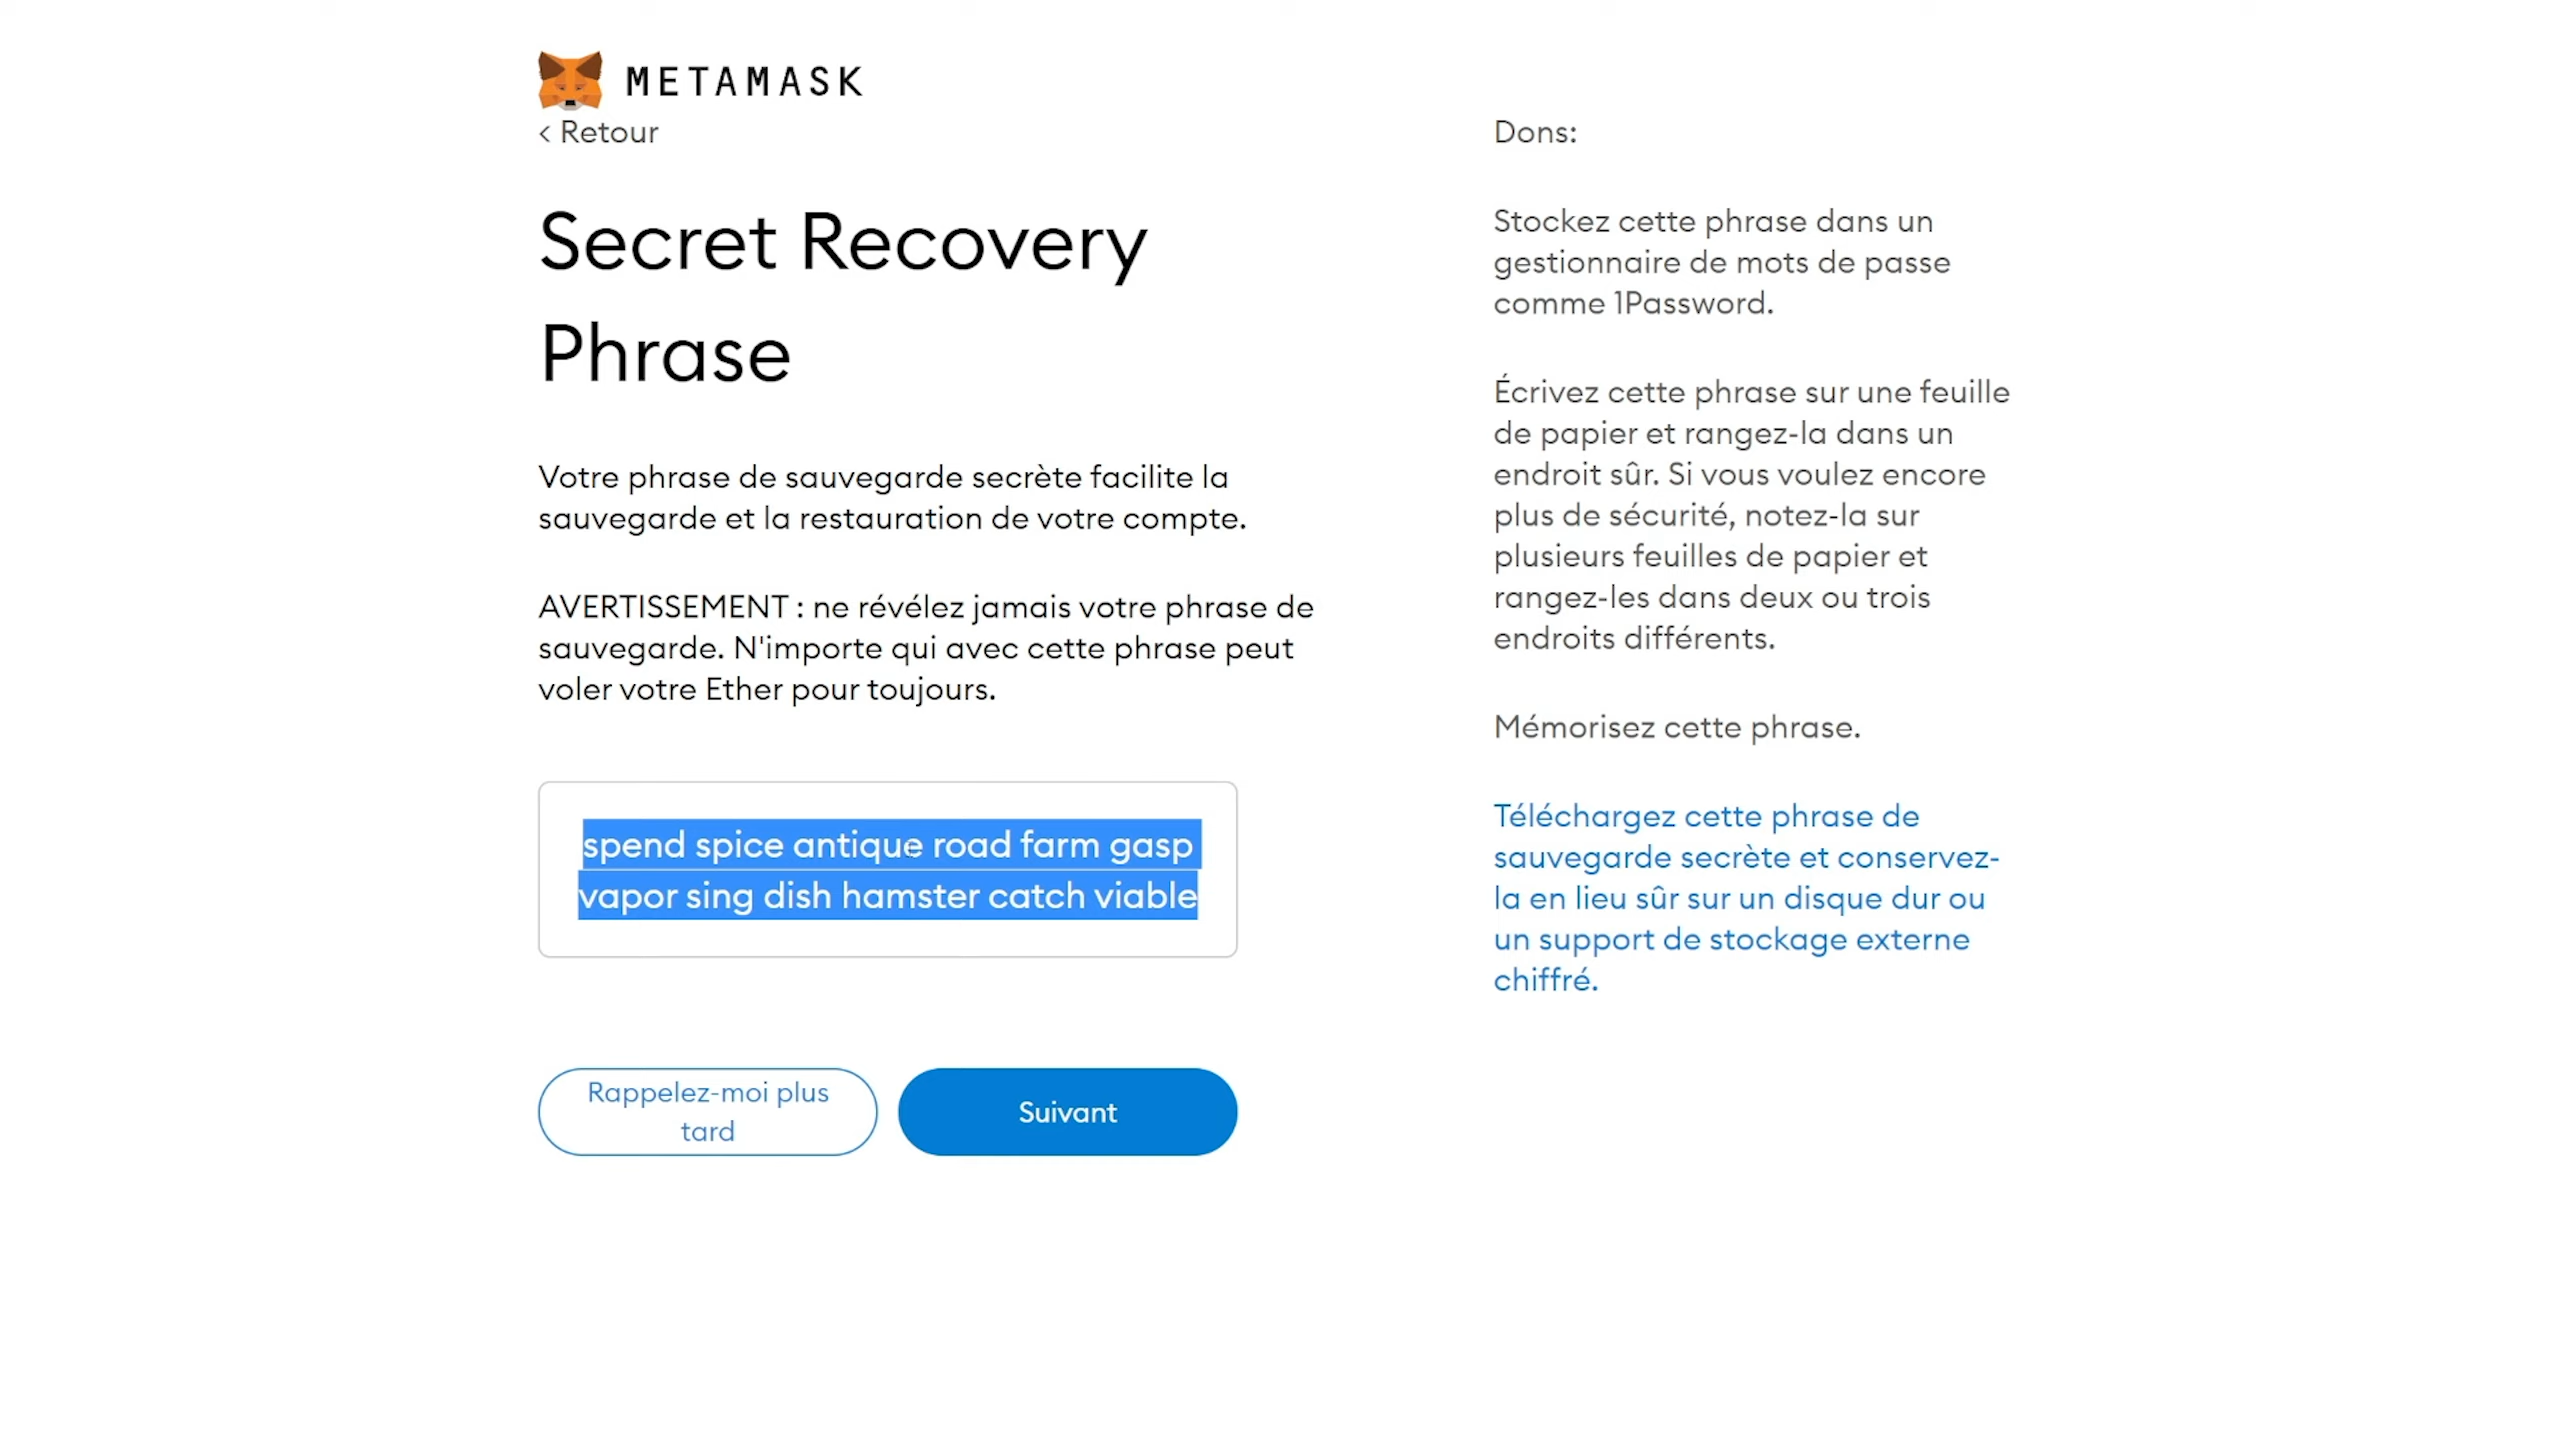 METAMASK
< Retour
Secret Recovery
Phrase
Votre phrase de sauvegarde secrète facilite la
sauvegarde et la restauration de votre compte.
AVERTISSEMENT : ne révélez jamais votre phrase de
sauvegarde. N'importe qui avec cette phrase peut
voler votre Ether pour toujours.
spend spice antique road farm gasp
vapor sing dish hamster catch viable
Rappelez-moi plus
tard
Suivant
Dons:
Stockez cette phrase dans un
gestionnaire de mots de passe
comme 1Password.
Écrivez cette phrase sur une feuille
de papier et rangez-la dans un
endroit sûr. Si vous voulez encore
plus de sécurité, notez-la sur
plusieurs feuilles de papier et
rangez-les dans deux ou trois
endroits différents.
Mémorisez cette phrase.
Téléchargez cette phrase de
sauvegarde secrète et conservez-
la en lieu sûr sur un disque dur ou
un support de stockage externe
chiffré.